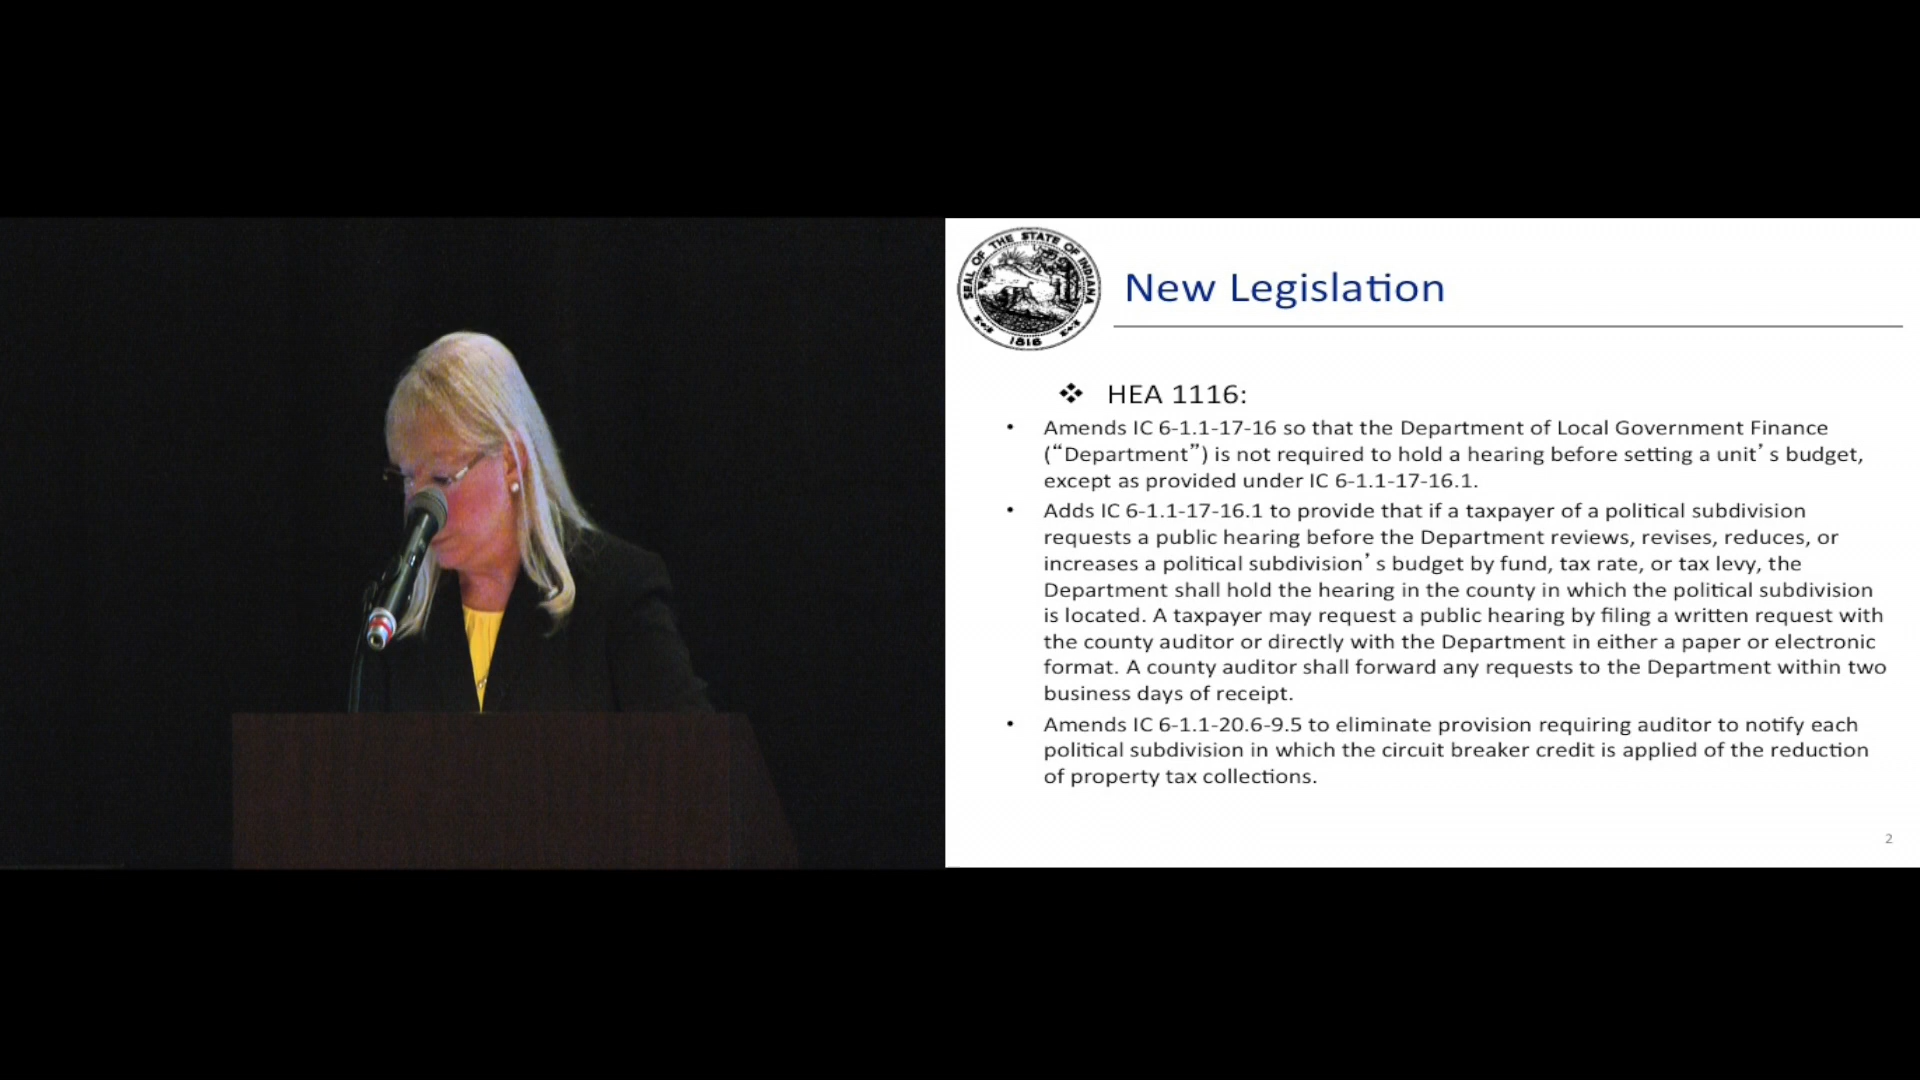 SEAL OF THE STATE OF INDIANA
1816
New Legislation
❖ HEA 1116:
• Amends IC 6-1.1-17-16 so that the Department of Local Government Finance
(“Department”) is not required to hold a hearing before setting a unit’s budget,
except as provided under IC 6-1.1-17-16.1.
• Adds IC 6-1.1-17-16.1 to provide that if a taxpayer of a political subdivision
requests a public hearing before the Department reviews, revises, reduces, or
increases a political subdivision’s budget by fund, tax rate, or tax levy, the
Department shall hold the hearing in the county in which the political subdivision
is located. A taxpayer may request a public hearing by filing a written request with
the county auditor or directly with the Department in either a paper or electronic
format. A county auditor shall forward any requests to the Department within two
business days of receipt.
• Amends IC 6-1.1-20.6-9.5 to eliminate provision requiring auditor to notify each
political subdivision in which the circuit breaker credit is applied of the reduction
of property tax collections.
2